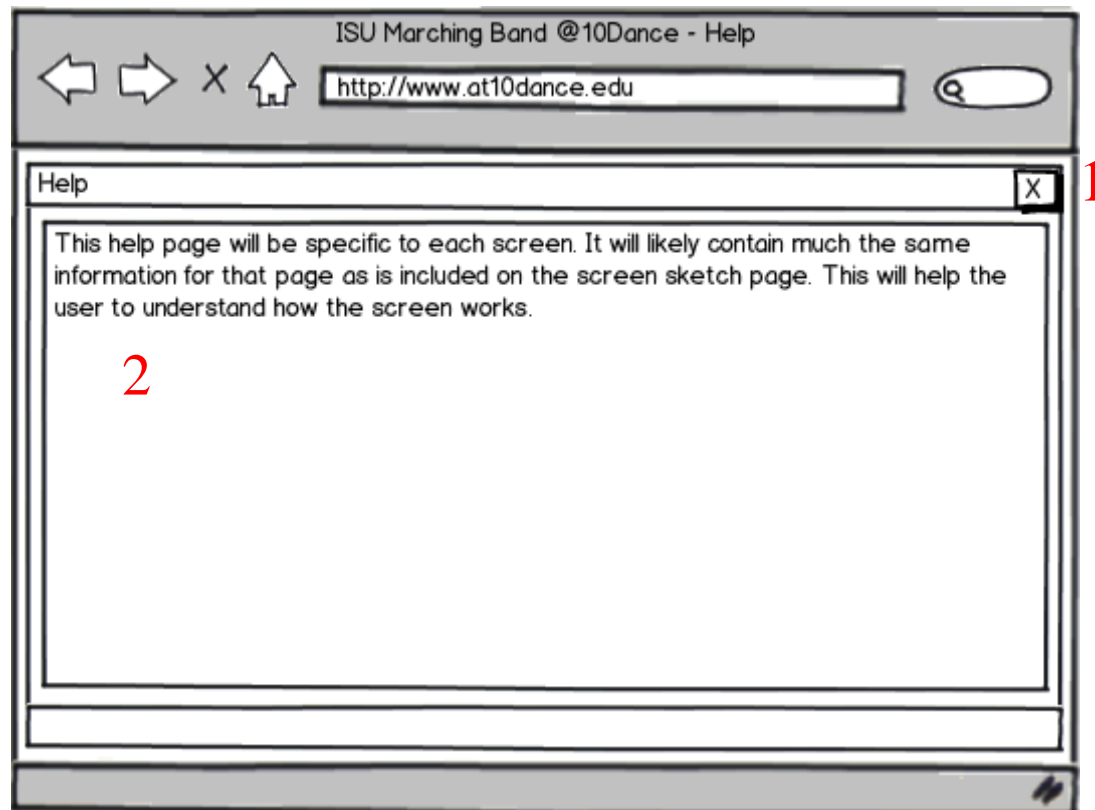 ISU Marching Band @10Dance - Help
X
http://www.at10dance.edu
Help
X
1
This help page will be specific to each screen. It will likely contain much the same
information for that page as is included on the screen sketch page. This will help the
user to understand how the screen works.
2